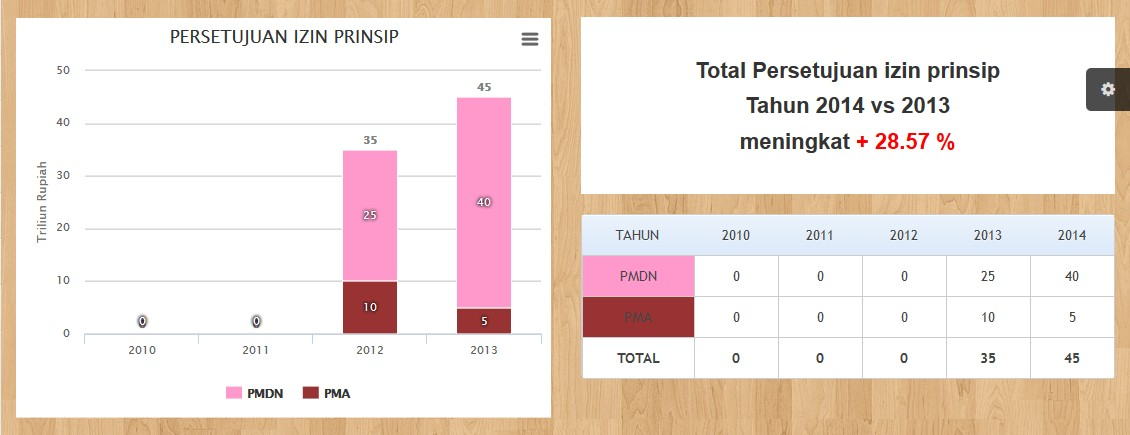 PERSETUJUAN IZIN PRINSIP
Triliun Rupiah
50
40
30
20
10
0
45
35
40
25
10
5
0
0
2010 2011 2012 2013
PMDN PMA
Total Persetujuan izin prinsip
Tahun 2014 vs 2013
meningkat + 28.57 %
TAHUN 2010 2011 2012 2013 2014
PMDN 0 0 0 25 40
PMA 0 0 0 10 5
TOTAL 0 0 0 35 45